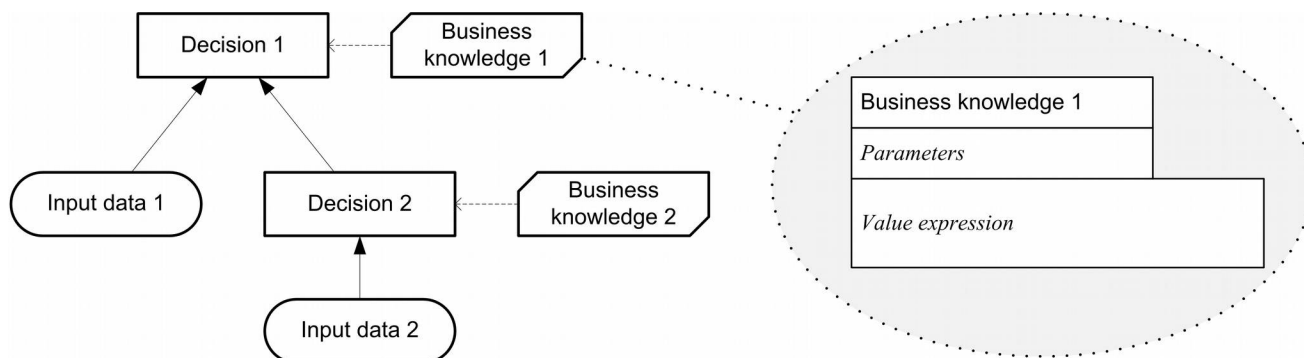 Decision 1
Business
knowledge 1
Business knowledge 1
Parameters
Value expression
Input data 1
Decision 2
Business
knowledge 2
Input data 2